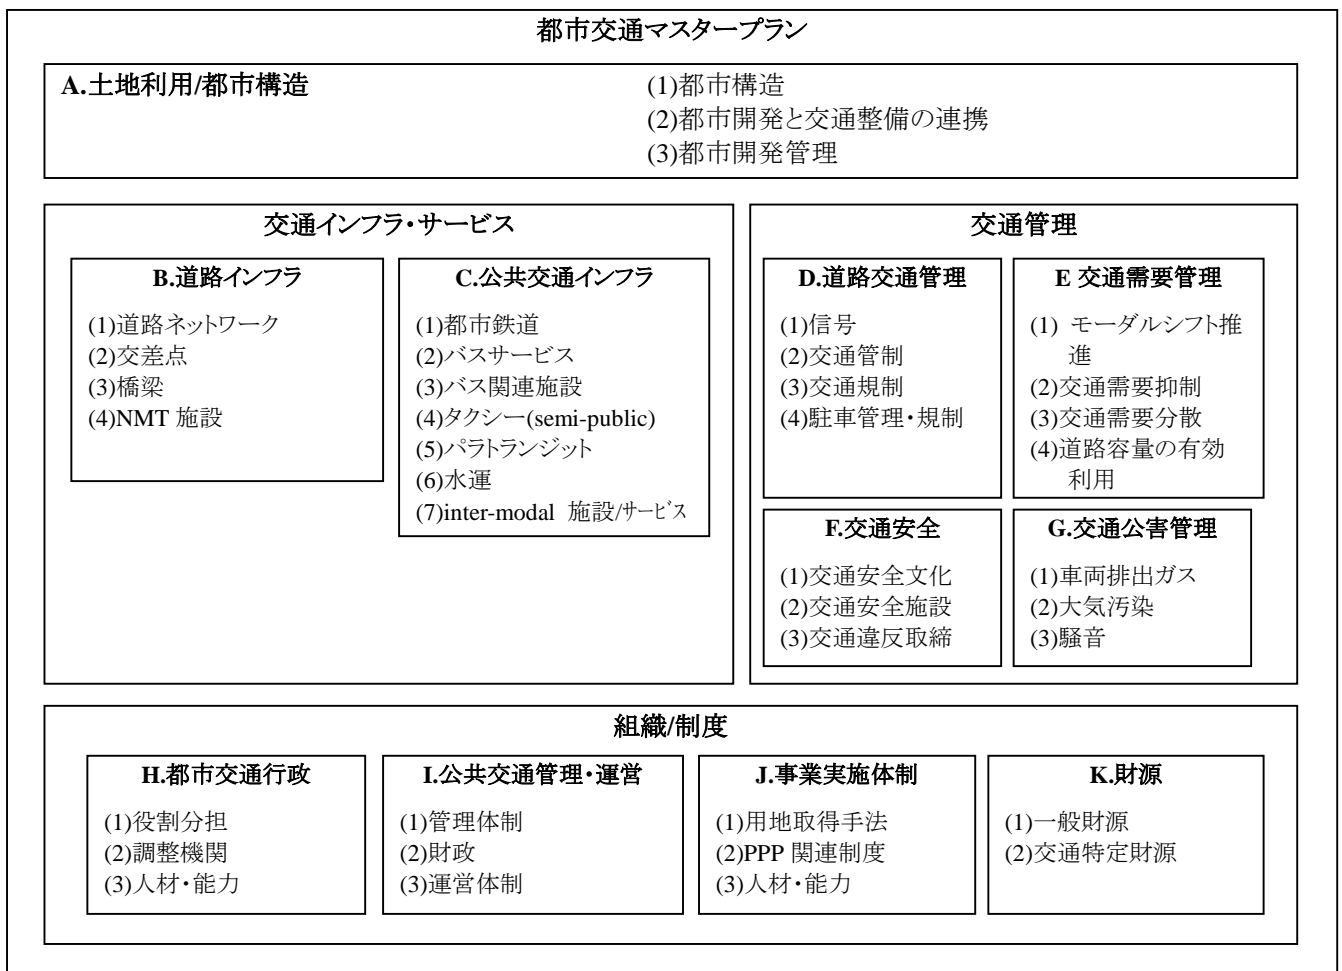 都市交通マスタープラン
A.土地利用/都市構造
(1)都市構造
(2)都市開発と交通整備の連携
(3)都市開発管理
交通インフラ・サービス
B.道路インフラ
(1)道路ネットワーク
(2)交差点
(3)橋梁
(4)NMT 施設
C.公共交通インフラ
(1)都市鉄道
(2)バスサービス
(3)バス関連施設
(4)タクシー(semi-public)
(5)パラトランジット
(6)水運
(7)inter-modal 施設/ｻｰﾋﾞｽ
交通管理
D.道路交通管理
(1)信号
(2)交通管制
(3)交通規制
(4)駐車管理・規制
E 交通需要管理
(1) モーダルシフト推
進
(2)交通需要抑制
(3)交通需要分散
(4)道路容量の有効
利用
F.交通安全
(1)交通安全文化
(2)交通安全施設
(3)交通違反取締
G.交通公害管理
(1)車両排出ガス
(2)大気汚染
(3)騒音
組織/制度
H.都市交通行政
(1)役割分担
(2)調整機関
(3)人材・能力
I.公共交通管理・運営
(1)管理体制
(2)財政
(3)運営体制
J.事業実施体制
(1)用地取得手法
(2)PPP 関連制度
(3)人材・能力
K.財源
(1)一般財源
(2)交通特定財源